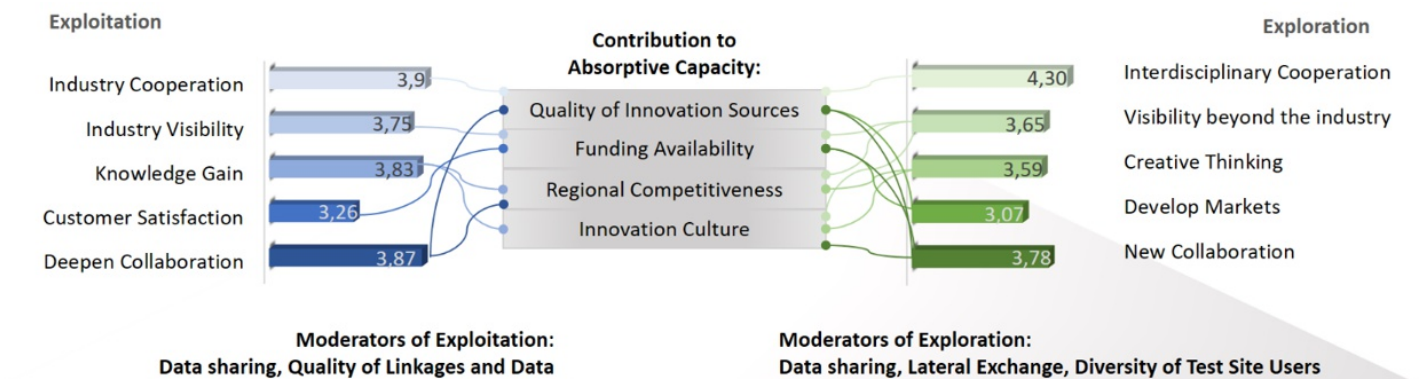 Exploitation
Exploration
Contribution to
Absorptive Capacity:
Industry Cooperation
3,9
Industry Visibility
3,75
Knowledge Gain
3,83
Customer Satisfaction
3,26
Deepen Collaboration
3,87
Quality of Innovation Sources
Funding Availability
Regional Competitiveness
Innovation Culture
4,30
Interdisciplinary Cooperation
3,65
Visibility beyond the industry
3,59
Creative Thinking
3,07
Develop Markets
3,78
New Collaboration
Moderators of Exploitation:
Data sharing, Quality of Linkages and Data
Moderators of Exploration:
Data sharing, Lateral Exchange, Diversity of Test Site Users